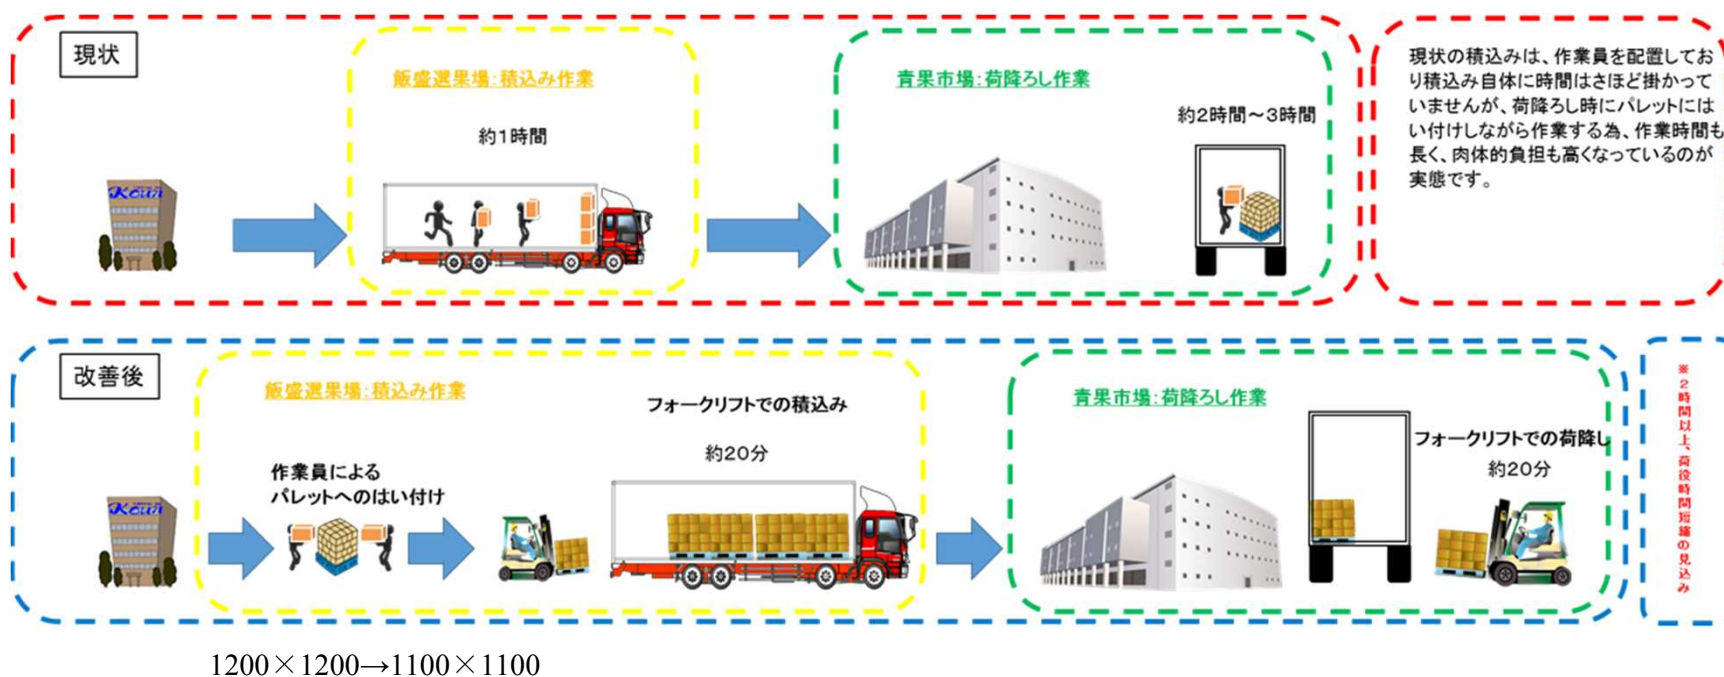 現状
飯盛選果場:積込み作業
約1時間
青果市場:荷降ろし作業
約2時間～3時間
現状の積込みは、作業員を配置してお
り積込み自体に時間はさほど掛かって
いませんが、荷降ろし時にパレットには
い付けしながら作業する為、作業時間も
長く、肉体的負担も高くなっているのが
実態です。
改善後
飯盛選果場:積込み作業
作業員による
パレットへのはい付け
フォークリフトでの積込み
約20分
青果市場:荷降ろし作業
フォークリフトでの荷降し
約20分
※2時間以上、荷役時間短縮の見込み
1200×1200→1100×1100